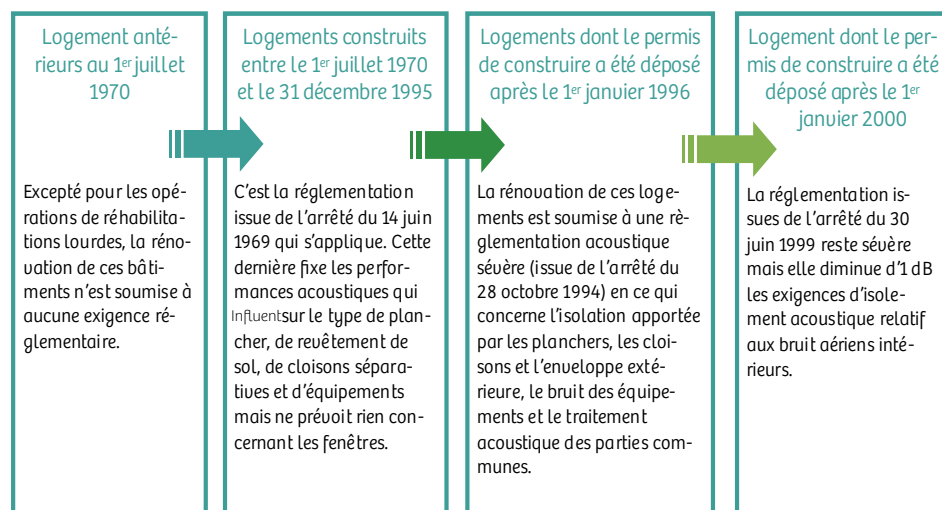 Logement anté-
rieurs au 1er juillet
1970
Excepté pour les opé-
rations de réhabilita-
tions lourdes, la réno-
vation de ces bâti-
ments n'est soumise à
aucune exigence ré-
glementaire.
Logements construits
entre le 1er juillet 1970
et le 31 décembre 1995
C'est la réglementation
issue de l'arrêté du 14 juin
1969 qui s'applique. Cette
dernière fixe les perfor-
mances acoustiques qui
Influentsur le type de plan-
cher, de revêtement de
sol, de cloisons sépara-
tives et d'équipements
mais ne prévoit rien con-
cernant les fenêtres.
Logements dont le permis
de construire a été déposé
après le 1er janvier 1996
La rénovation de ces loge-
ments est soumise à une rè-
glementation acoustique
sévère (issue de l'arrêté du
28 octobre 1994) en ce qui
concerne l'isolation apportée
par les planchers, les cloi-
sons et l'enveloppe exté-
rieure, le bruit des équipe-
ments et le traitement
acoustique des parties com-
munes.
Logement dont le per-
mis de construire a été
déposé après le 1er
janvier 2000
La réglementation is-
sues de l'arrêté du 30
juin 1999 reste sévère
mais elle diminue d'1 dB
les exigences d'isole-
ment acoustique relatif
aux bruit aériens inté-
rieurs.